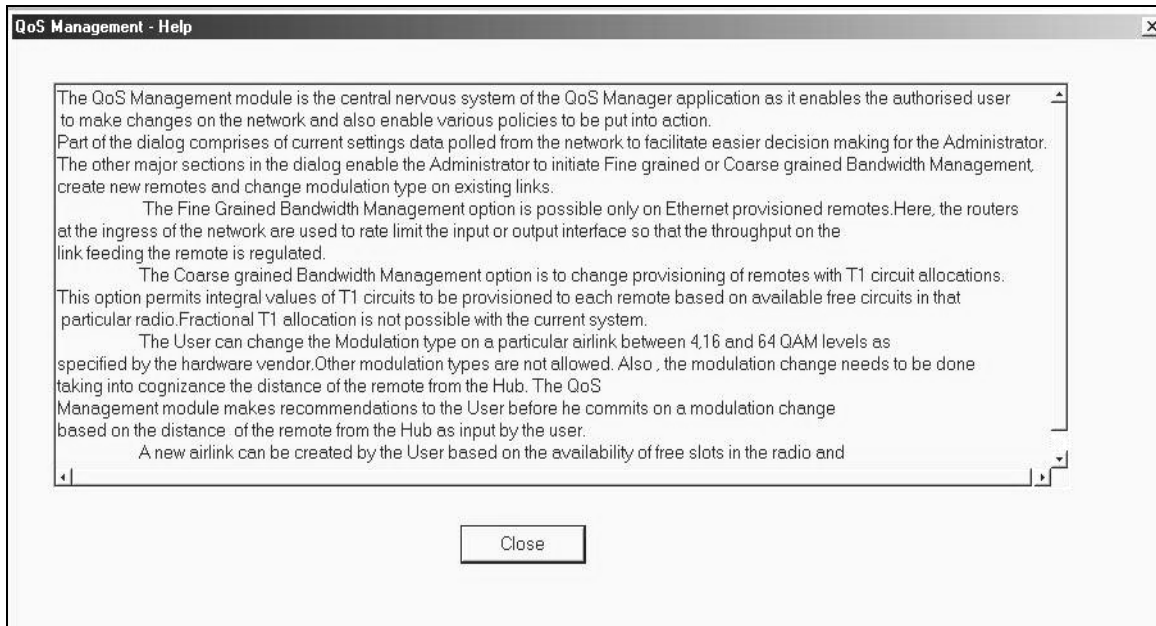 QoS Management - Help
The QoS Management module is the central nervous system of the QoS Manager application as it enables the authorised user
to make changes on the network and also enable various policies to be put into action.
Part of the dialog comprises of current settings data polled from the network to facilitate easier decision making for the Administrator.
The other major sections in the dialog enable the Administrator to initiate Fine grained or Coarse grained Bandwidth Management,
create new remotes and change modulation type on existing links.
The Fine Grained Bandwidth Management option is possible only on Ethernet provisioned remotes.Here, the routers
at the ingress of the network are used to rate limit the input or output interface so that the throughput on the
link feeding the remote is regulated.
The Coarse grained Bandwidth Management option is to change provisioning of remotes with T1 circuit allocations.
This option permits integral values of T1 circuits to be provisioned to each remote based on available free circuits in that
particular radio.Fractional T1 allocation is not possible with the current system.
The User can change the Modulation type on a particular airlink between 4,16 and 64 QAM levels as
specified by the hardware vendor.Other modulation types are not allowed. Also , the modulation change needs to be done
taking into cognizance the distance of the remote from the Hub. The QoS
Management module makes recommendations to the User before he commits on a modulation change
based on the distance of the remote from the Hub as input by the user.
A new airlink can be created by the User based on the availability of free slots in the radio and
Close